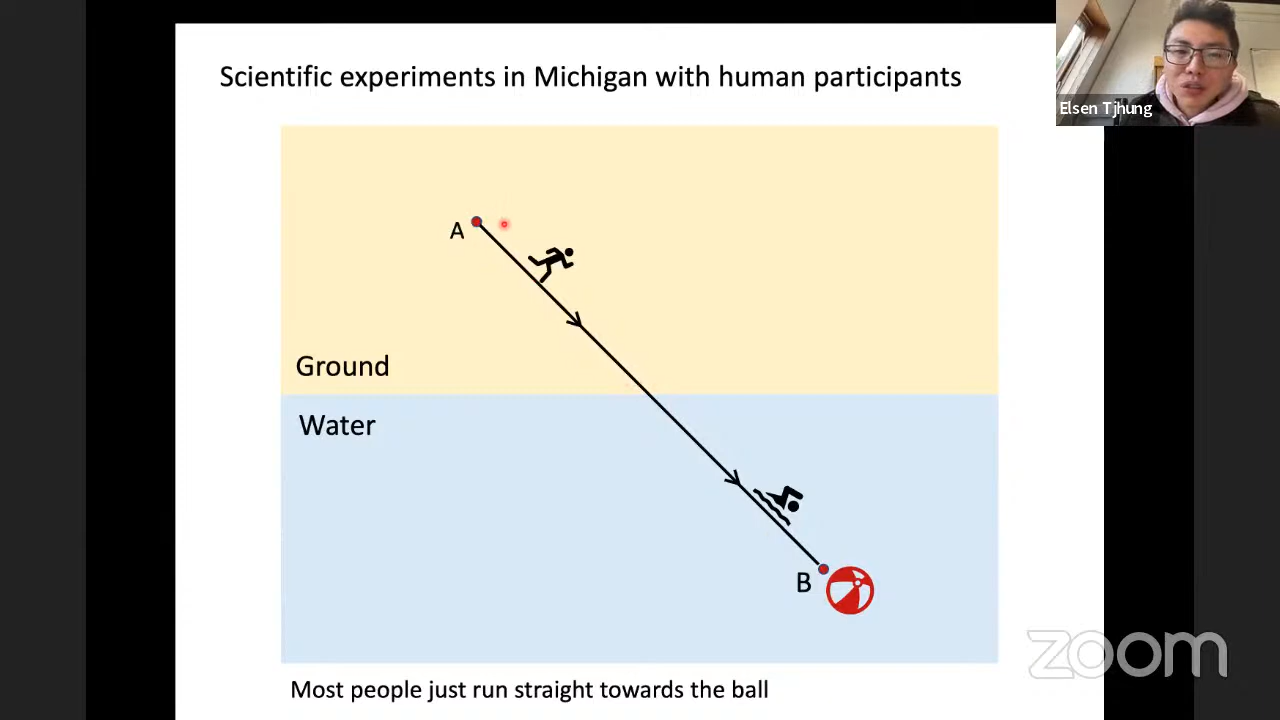 Scientific experiments in Michigan with human participants
Elsen Tjhung
A
Ground
Water
B
zoom
Most people just run straight towards the ball